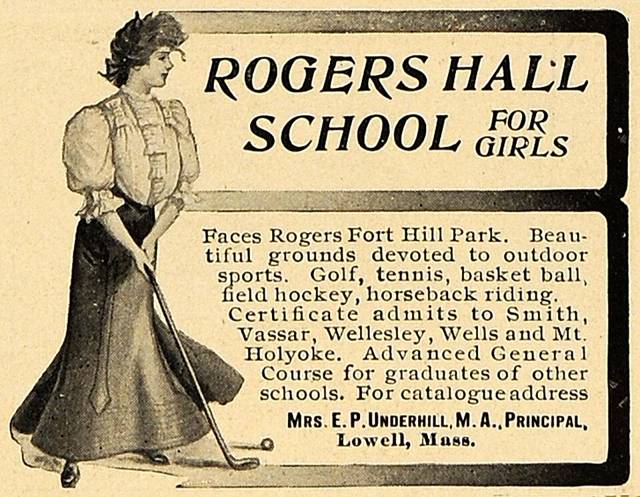 ROGERS HALL
SCHOOL FOR GIRLS
Faces Rogers Fort Hill Park. Beau-
tiful grounds devoted to outdoor
sports. Golf, tennis, basket ball,
field hockey, horseback riding.
Certificate admits to Smith,
Vassar, Wellesley, Wells and Mt.
Holyoke. Advanced General
Course for graduates of other
schools. For catalogue address
MRS. E. P. UNDERHILL, M. A., PRINCIPAL,
Lowell, Mass.